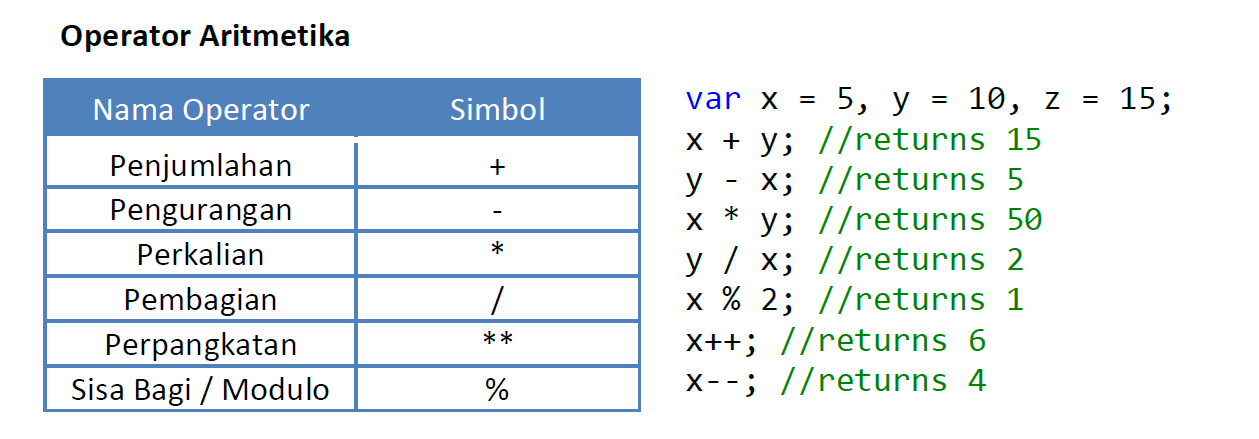 Operator Aritmetika
Nama Operator Simbol
Penjumlahan +
Pengurangan -
Perkalian *
Pembagian /
Perpangkatan **
Sisa Bagi / Modulo %
var x = 5, y = 10, z = 15;
x + y; //returns 15
y - x; //returns 5
x * y; //returns 50
y / x; //returns 2
x % 2; //returns 1
x++; //returns 6
x--; //returns 4